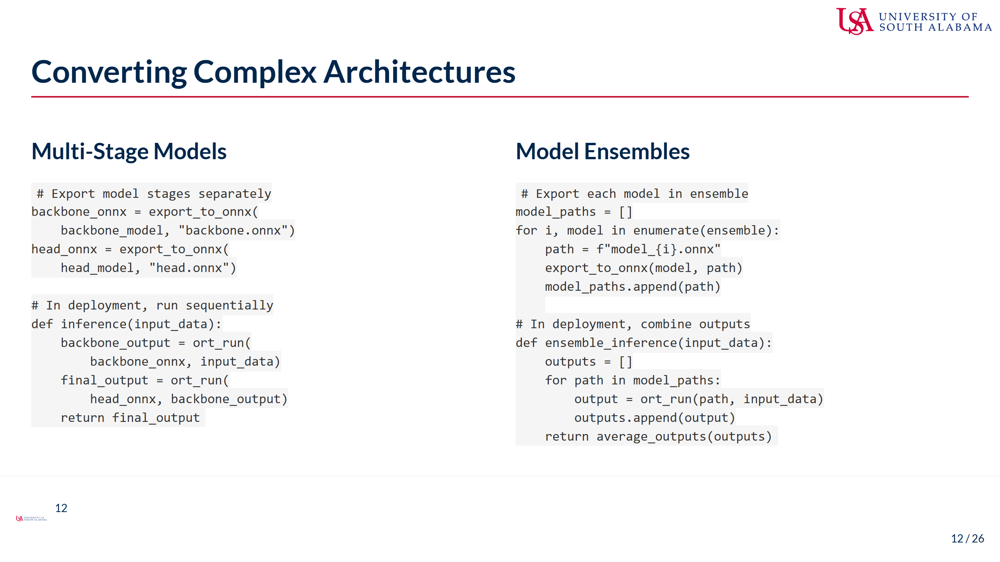 USA UNIVERSITY OF
SOUTH ALABAMA
Converting Complex Architectures
Multi-Stage Models
# Export model stages separately
backbone_onnx = export_to_onnx(
    backbone_model, "backbone.onnx")
head_onnx = export_to_onnx(
    head_model, "head.onnx")

# In deployment, run sequentially
def inference(input_data):
    backbone_output = ort_run(
        backbone_onnx, input_data)
    final_output = ort_run(
        head_onnx, backbone_output)
    return final_output
Model Ensembles
# Export each model in ensemble
model_paths = []
for i, model in enumerate(ensemble):
    path = f"model_{i}.onnx"
    export_to_onnx(model, path)
    model_paths.append(path)

# In deployment, combine outputs
def ensemble_inference(input_data):
    outputs = []
    for path in model_paths:
        output = ort_run(path, input_data)
        outputs.append(output)
    return average_outputs(outputs)
12
USA UNIVERSITY OF
SOUTH ALABAMA
12 / 26